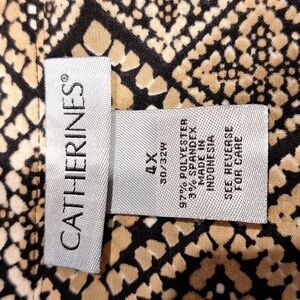 CATHERINES®
4X
30/32W
97% POLYESTER
3% SPANDEX
MADE IN
INDONESIA
SEE REVERSE
FOR CARE